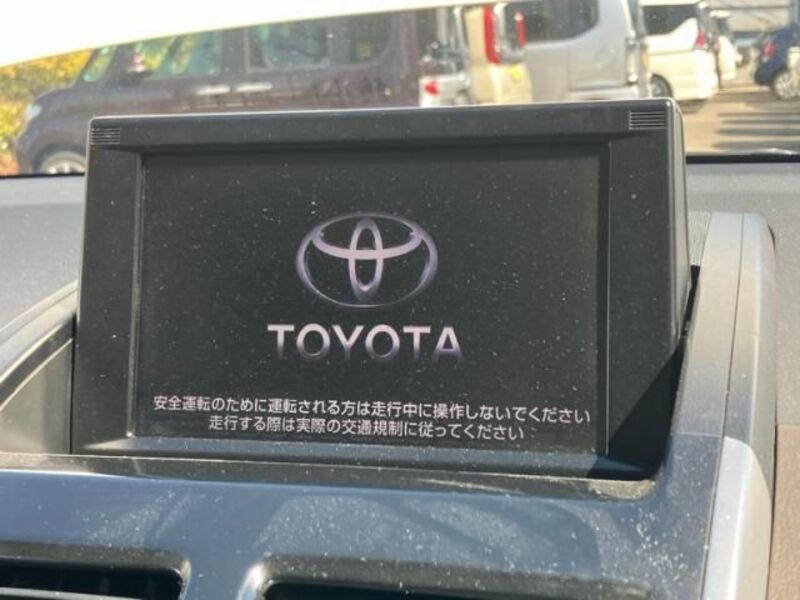 TOYOTA
安全運転のために運転される方は走行中に操作しないでください
走行する際は実際の交通規制に従ってください